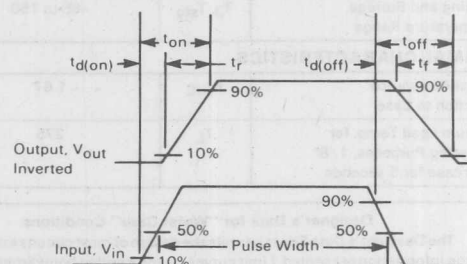 ton
toff
td(on)
tr
td(off)
tf
90%
90%
Output, Vout
Inverted
10%
90%
50%
50%
Pulse Width
Input, Vin
10%